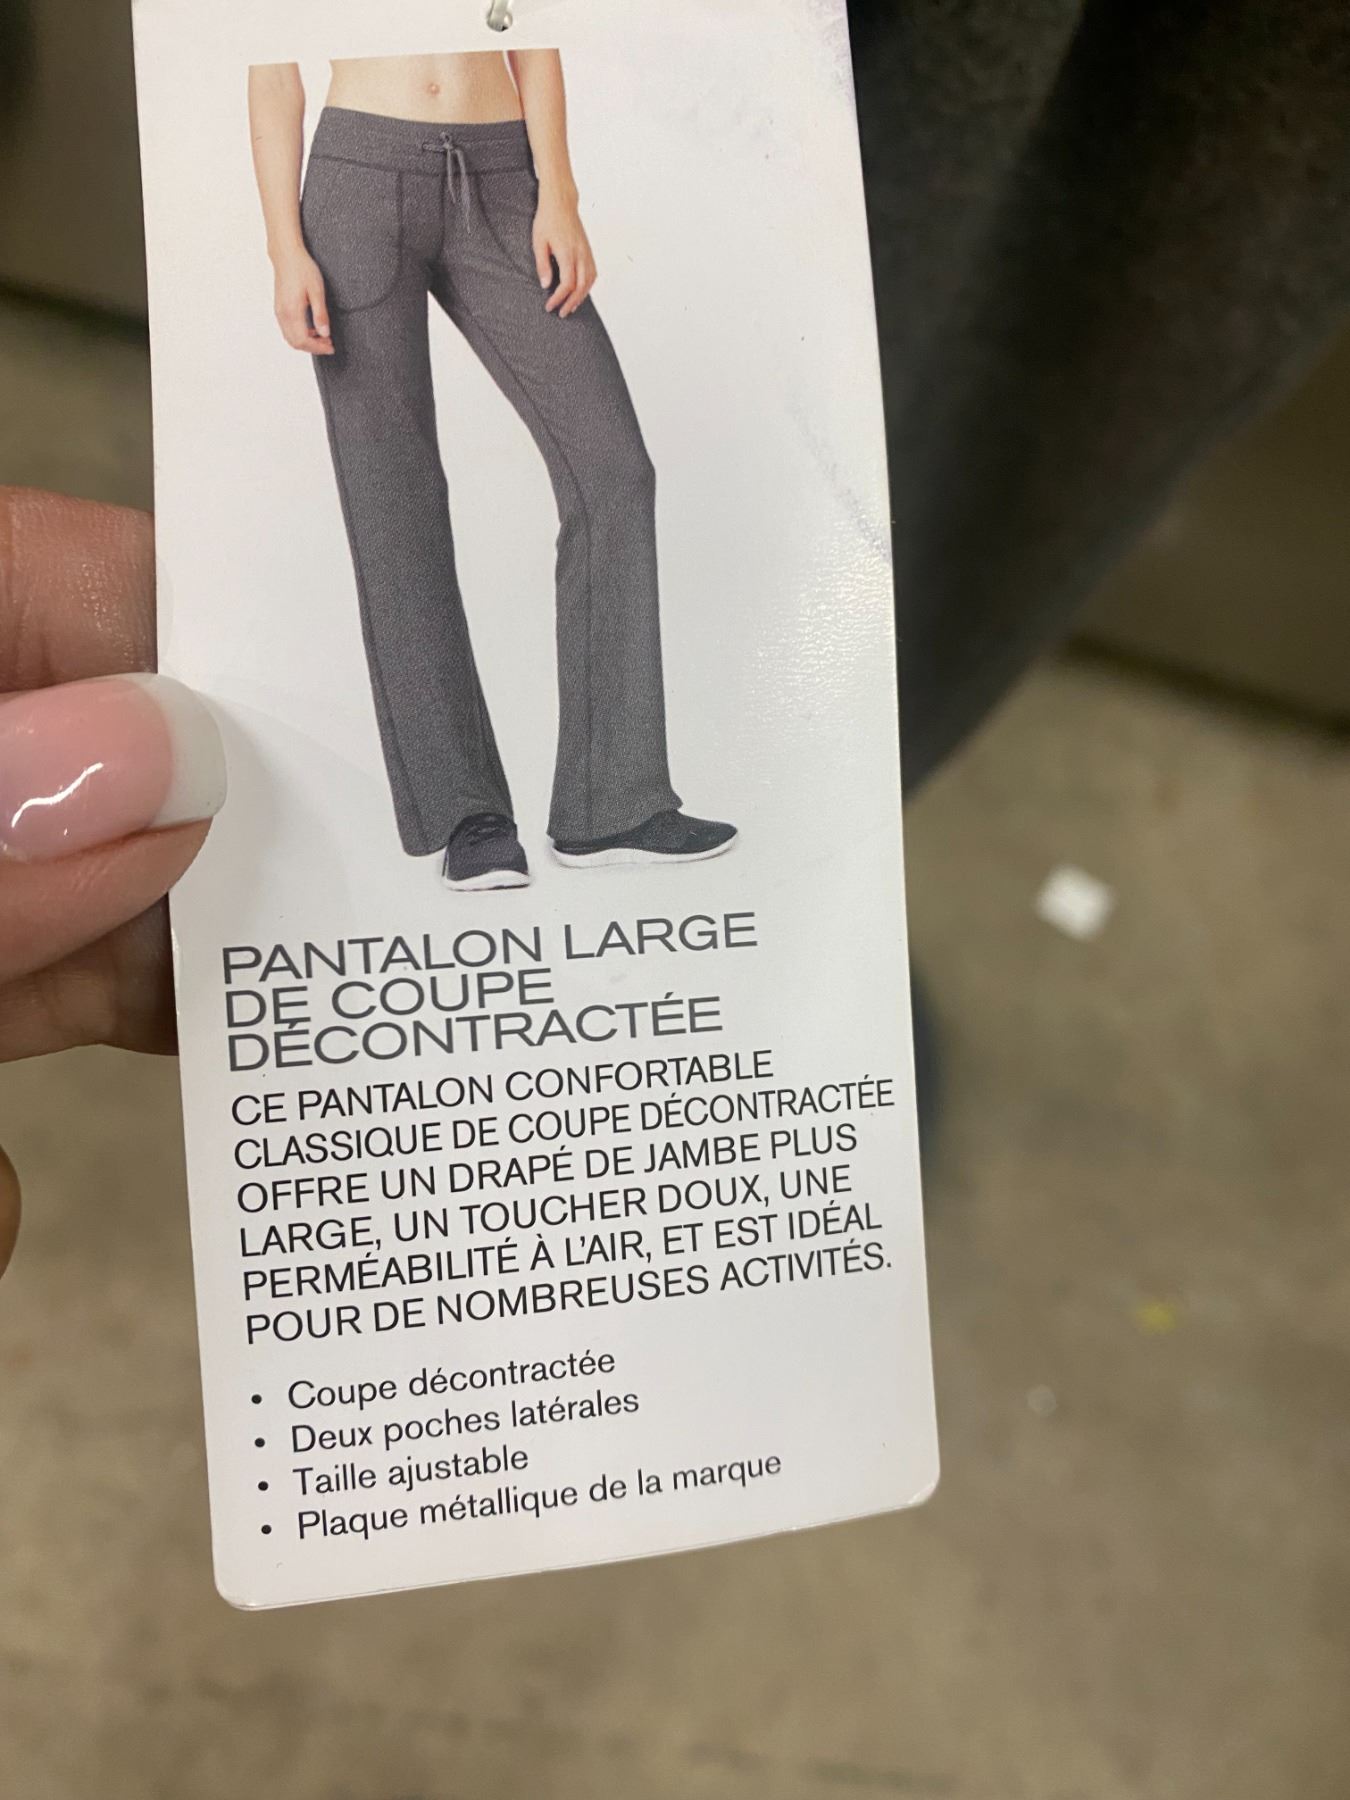 PANTALON LARGE
DE COUPE
DÉCONTRACTÉE
CE PANTALON CONFORTABLE
CLASSIQUE DE COUPE DÉCONTRACTÉE
OFFRE UN DRAPÉ DE JAMBE PLUS
LARGE, UN TOUCHER DOUX, UNE
PERMÉABILITÉ À L'AIR, ET EST IDÉAL
POUR DE NOMBREUSES ACTIVITÉS.
• Coupe décontractée
• Deux poches latérales
• Taille ajustable
• Plaque métallique de la marque